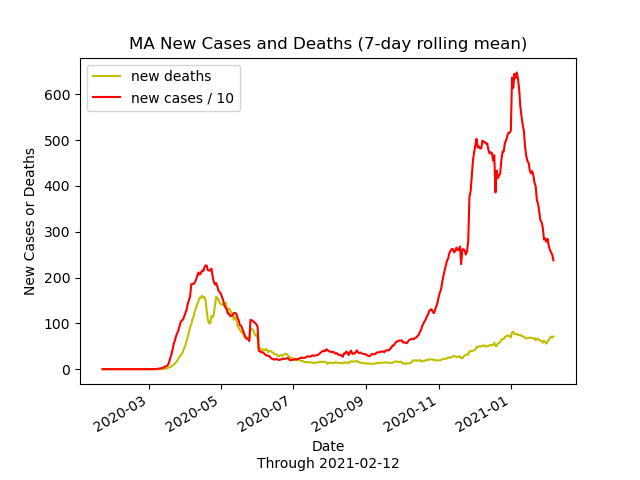 MA New Cases and Deaths (7-day rolling mean)
new deaths
new cases / 10
New Cases or Deaths
600
500
400
300
200
100
0
2020-03
2020-05
2020-07
2020-09
2020-11
2021-01
Date
Through 2021-02-12